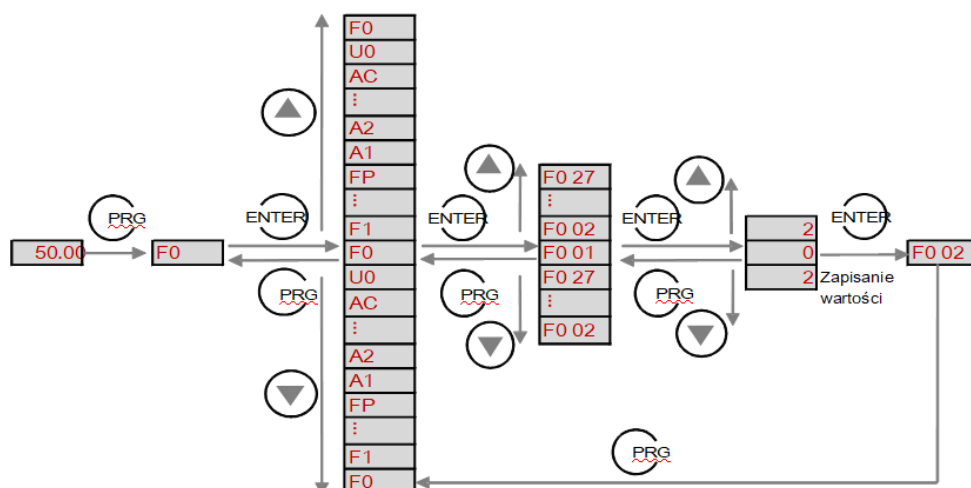 F0
U0
AC
⋮
A2
A1
FP
⋮
F1
F0
U0
AC
⋮
A2
A1
FP
⋮
F1
F0
50.00
PRG
F0
ENTER
PRG
ENTER
PRG
F0 27
⋮
F0 02
F0 01
F0 27
⋮
F0 02
ENTER
PRG
2
0
2
ENTER
Zapisanie
wartości
F0 02
PRG